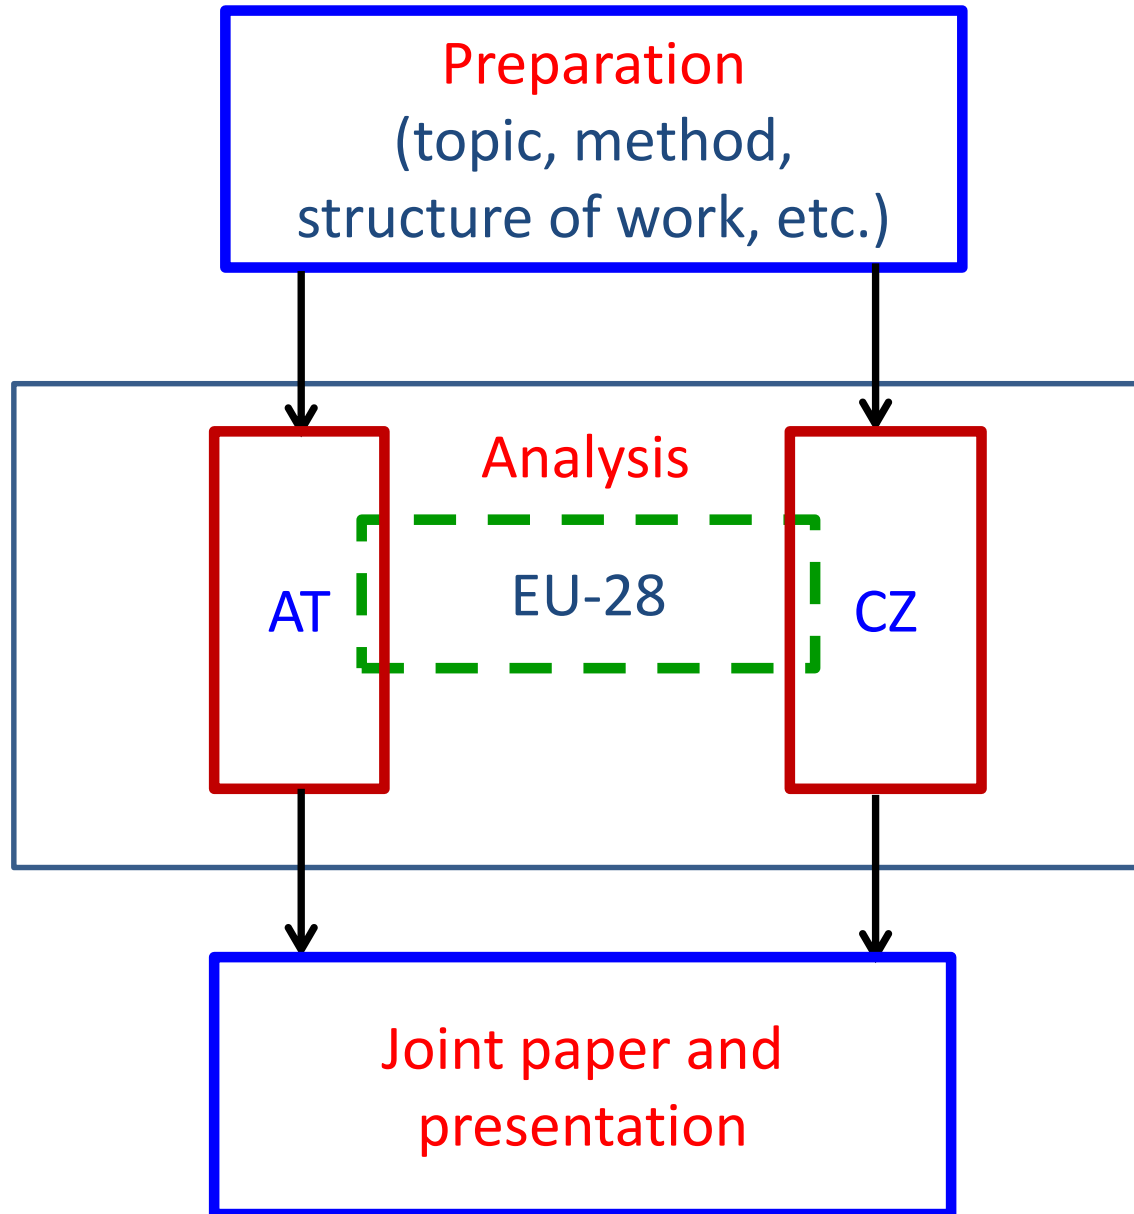 Preparation
(topic, method,
structure of work, etc.)
Analysis
AT
EU-28
CZ
Joint paper and
presentation